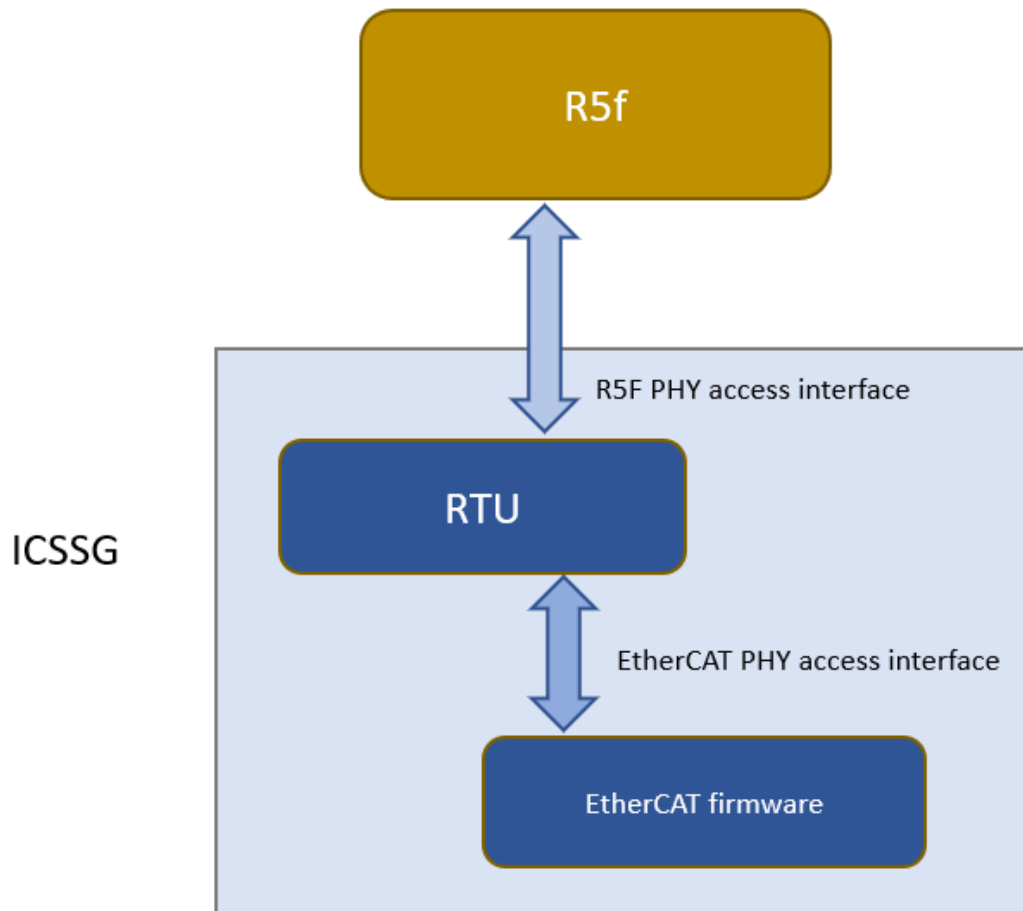 R5f
R5F PHY access interface
RTU
ICSSG
EtherCAT PHY access interface
EtherCAT firmware